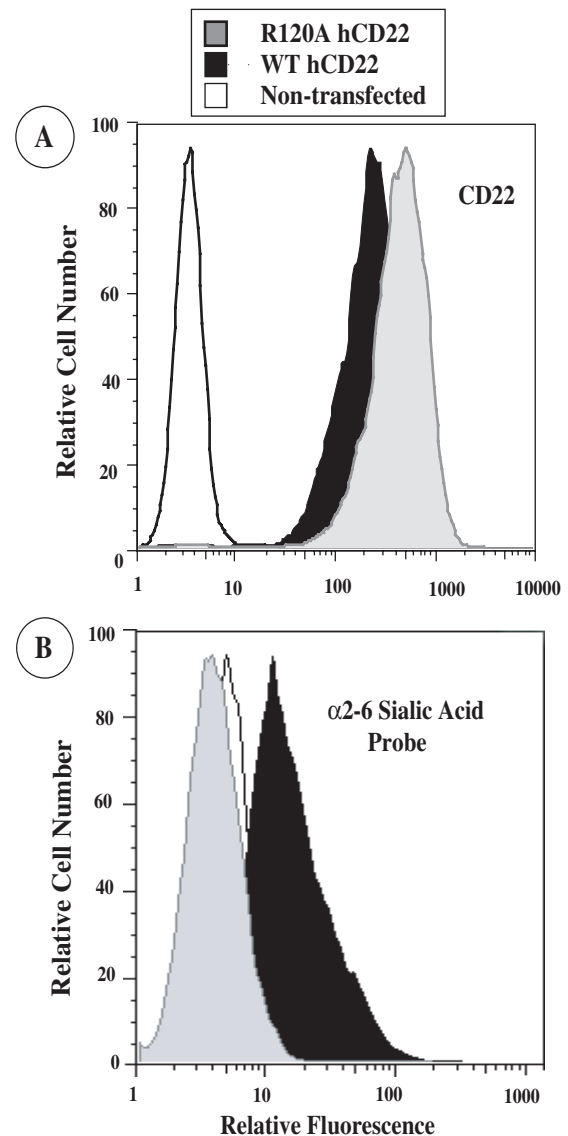 R120A hCD22
WT hCD22
Non-transfected
A
100
80
60
40
20
0
Relative Cell Number
CD22
1 10 100 1000 10000
B
100
80
60
40
20
0
Relative Cell Number
α2-6 Sialic Acid
Probe
1 10 100 1000
Relative Fluorescence